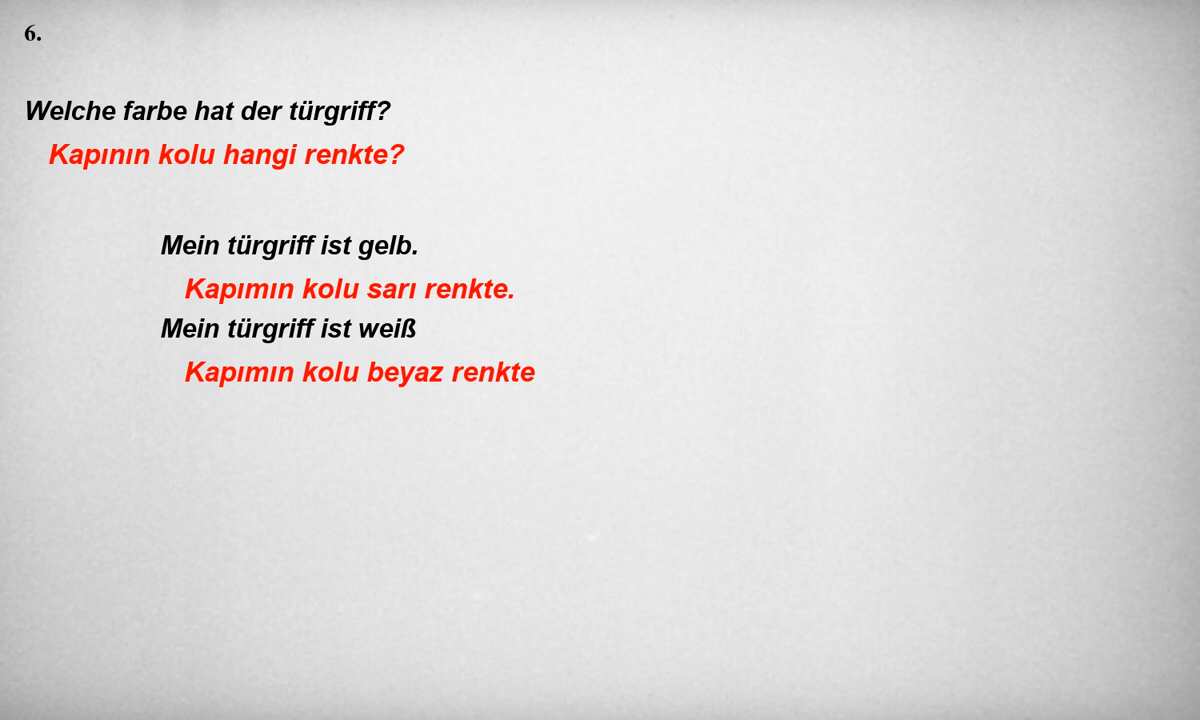 6.
Welche farbe hat der türgriff?
Kapının kolu hangi renkte?
Mein türgriff ist gelb.
Kapımın kolu sarı renkte.
Mein türgriff ist weiß
Kapımın kolu beyaz renkte